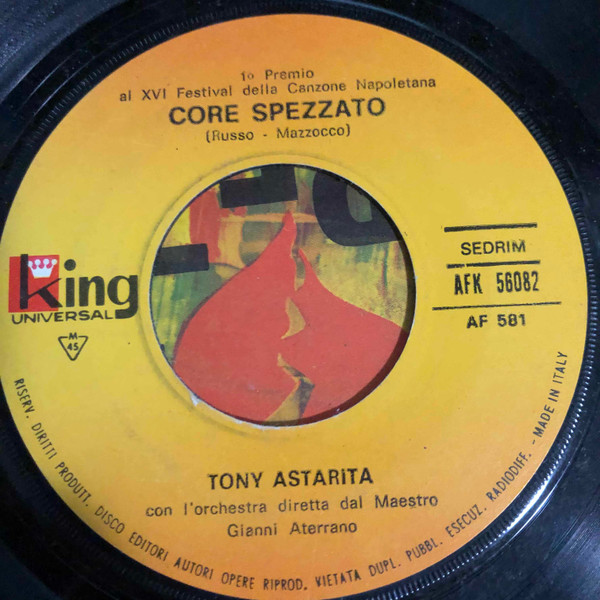 1º Premio
al XVI Festival della Canzone Napoletana
CORE SPEZZATO
(Russo - Mazzocco)
king
UNIVERSAL
M
45
SEDRIM
AFK 56082
AF 581
TONY ASTARiTA
con l'orchestra diretta dal Maestro
Gianni Aterrano
RISERV. DIRITTI PRODUTT. DISCO EDITORI AUTORI OPERE RIPROD. VIETATA DUPL. PUBBL. ESECUZ. RADIODIFF. - MADE IN ITALY